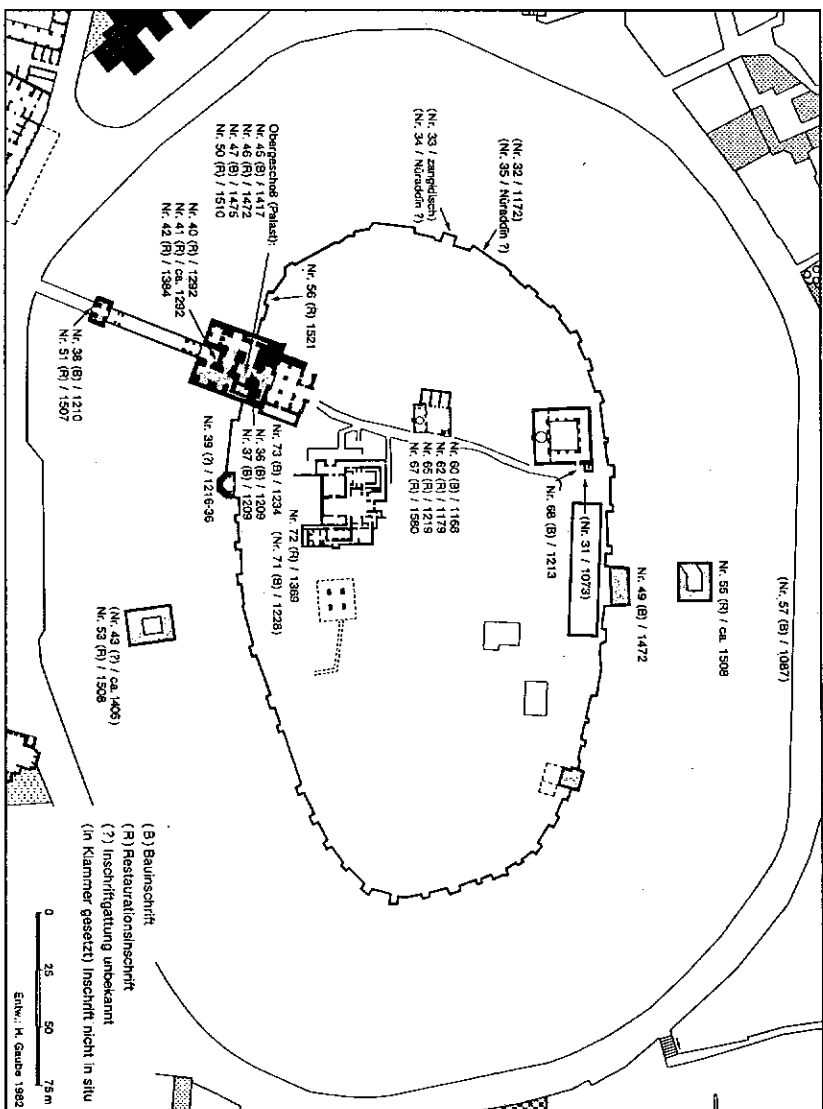 (Nr. 57 (B) / 1087)
Nr. 55 (R) / ca. 1508
Nr. 49 (B) / 1472
(Nr. 31 / 1073)
Nr. 68 (B) / 1213
(Nr. 32 / 1172)
(Nr. 35 / Nūraddīn ?)
(Nr. 33 / zangidisch)
(Nr. 34 / Nūraddīn ?)
Nr. 60 (B) / 1168
Nr. 62 (R) / 1179
Nr. 65 (R) / 1219
Nr. 67 (R) / 1580
(Nr. 71 (B) / 1228)
Nr. 72 (R) / 1369
Nr. 73 (B) / 1234
Nr. 36 (B) / 1209
Nr. 37 (B) / 1209
Nr. 39 (?) / 1216-36
Nr. 56 (R) 1521
Obergeschoß (Palast):
Nr. 45 (B) / 1417
Nr. 46 (R) / 1472
Nr. 47 (B) / 1475
Nr. 50 (R) / 1510
Nr. 40 (R) / 1292
Nr. 41 (R) / ca. 1292
Nr. 42 (R) / 1384
Nr. 38 (B) / 1210
Nr. 51 (R) / 1507
(Nr. 43 (?) / ca. 1406)
Nr. 53 (R) / 1508
(B) Bauinschrift
(R) Restaurationsinschrift
(?) Inschriftgattung unbekannt
(in Klammer gesetzt) Inschrift nicht in situ
0 25 50 75 m
Entw.: H. Gaube 1982